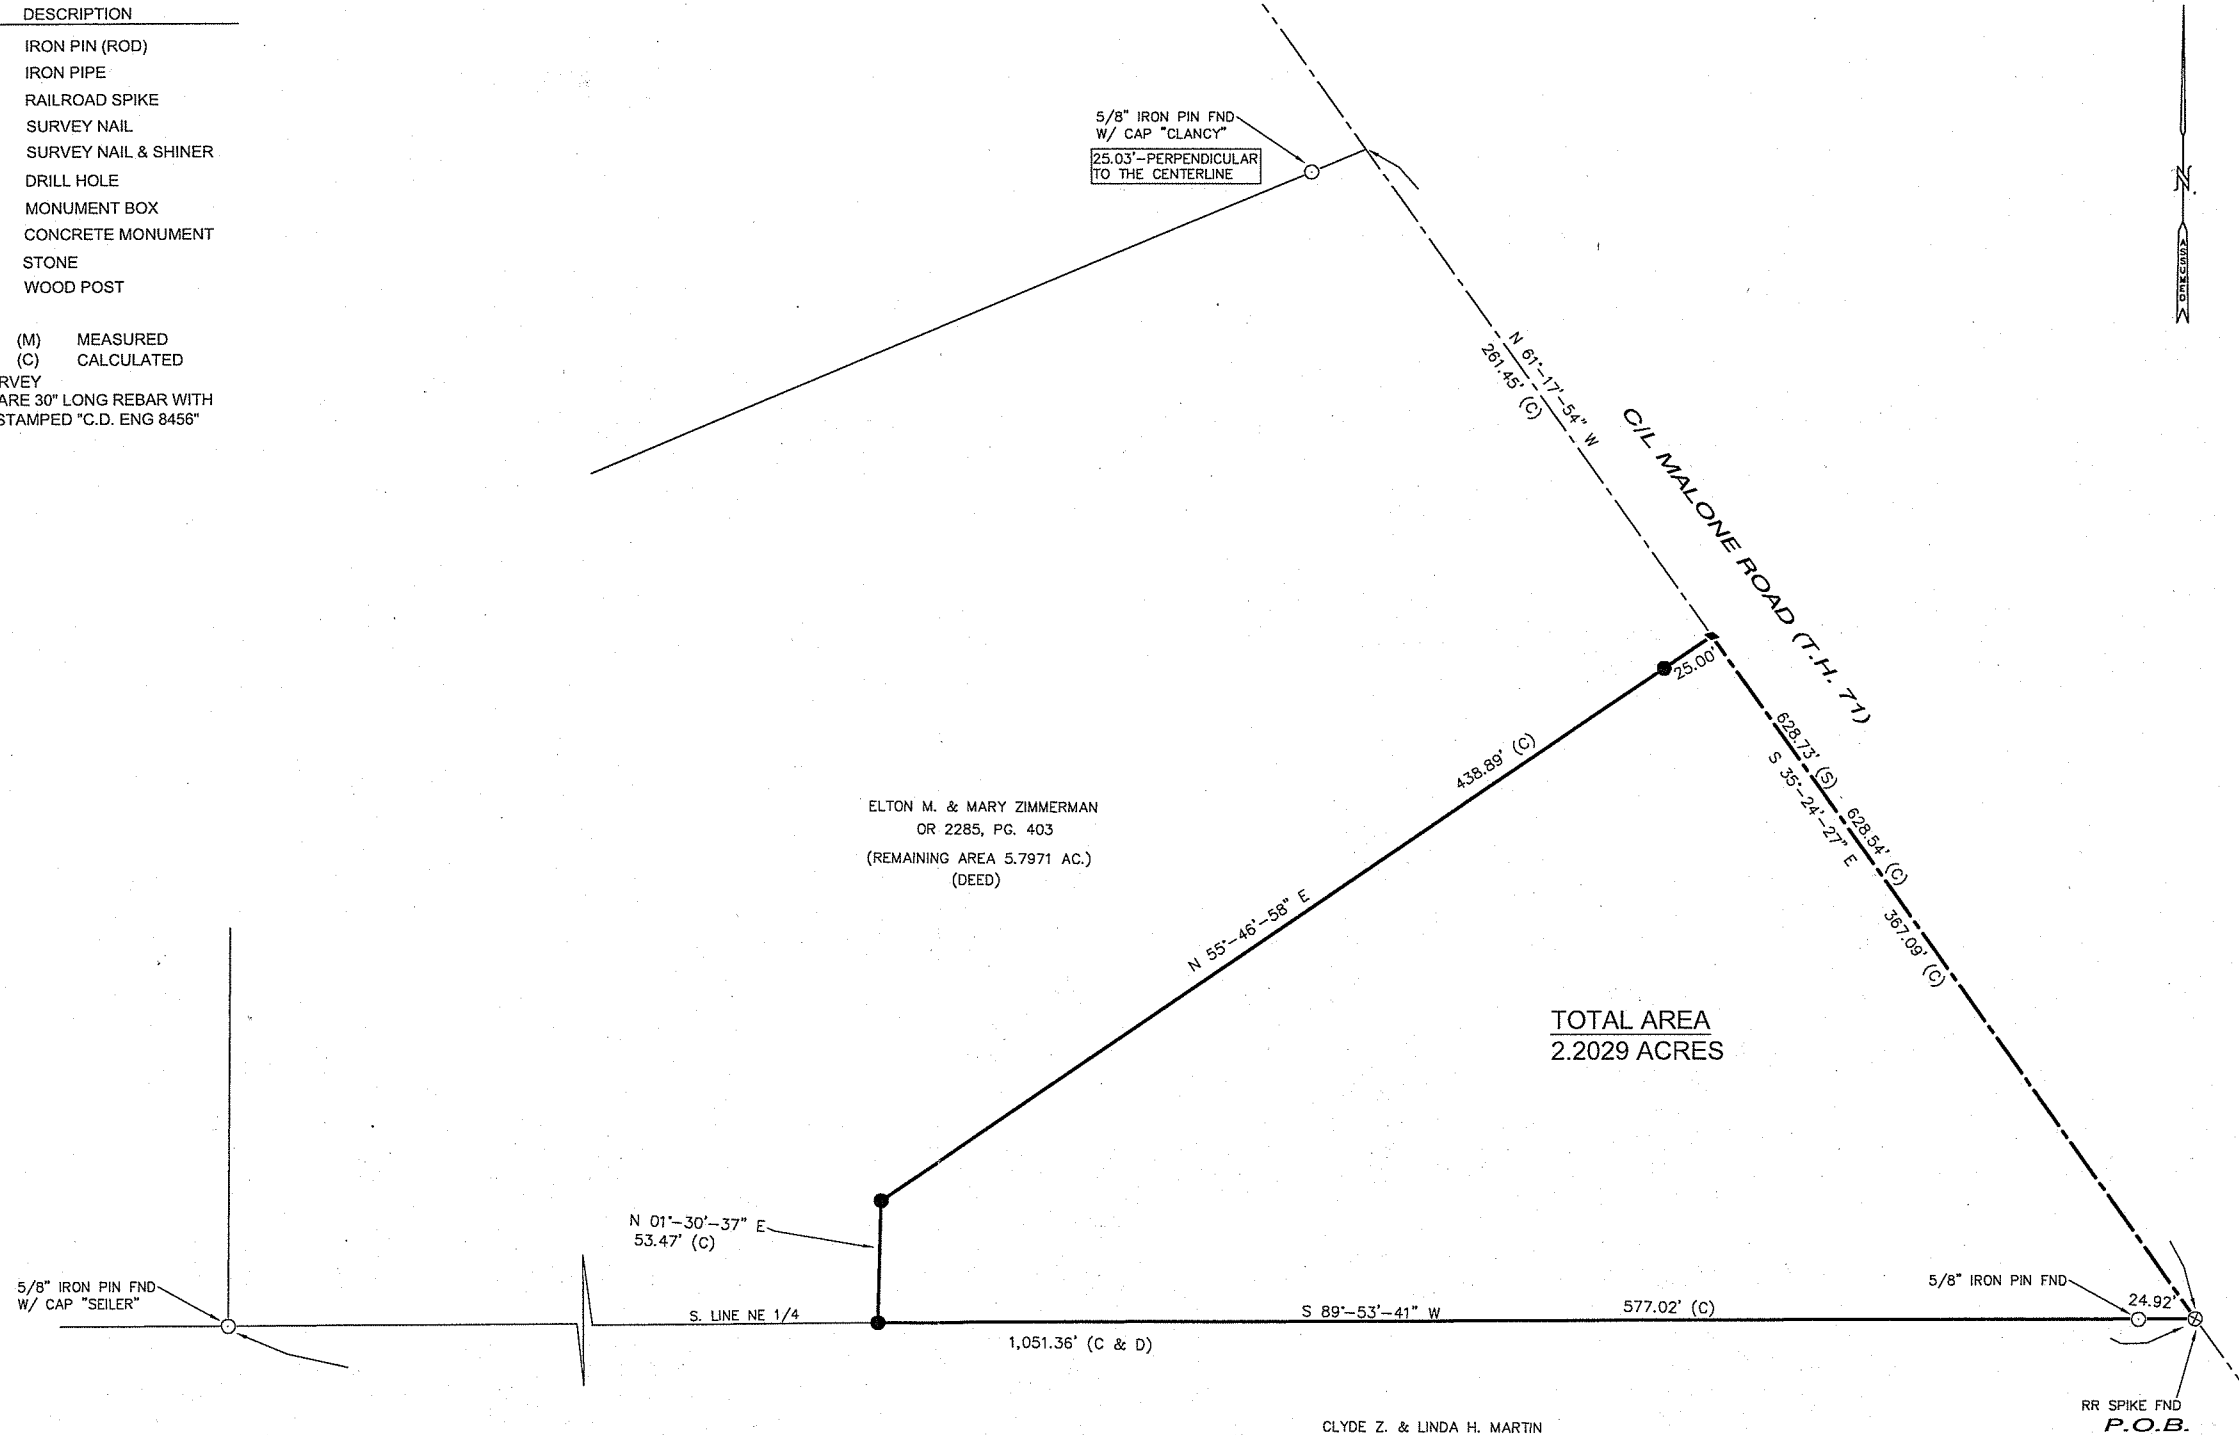 DESCRIPTION
IRON PIN (ROD)
IRON PIPE
RAILROAD SPIKE
SURVEY NAIL
SURVEY NAIL & SHINER
DRILL HOLE
MONUMENT BOX
CONCRETE MONUMENT
STONE
WOOD POST
(M) MEASURED
(C) CALCULATED
RVEY
ARE 30" LONG REBAR WITH
STAMPED "C.D. ENG 8456"
5/8" IRON PIN FND
W/ CAP "CLANCY"
25.03'-PERPENDICULAR
TO THE CENTERLINE
N
ASSUMED
N 61°-17'-54" W
261.45' (C)
C/L MALONE ROAD (T.H. 71)
25.00'
628.73' (S) - 628.54' (C)
S 35°-24'-27" E
367.09' (C)
438.89' (C)
N 55°-46'-58" E
ELTON M. & MARY ZIMMERMAN
OR 2285, PG. 403
(REMAINING AREA 5.7971 AC.)
(DEED)
TOTAL AREA
2.2029 ACRES
N 01°-30'-37" E
53.47' (C)
5/8" IRON PIN FND
W/ CAP "SEILER"
S. LINE NE 1/4
S 89°-53'-41" W
577.02' (C)
1,051.36' (C & D)
5/8" IRON PIN FND
24.92'
RR SPIKE FND
P.O.B.
CLYDE Z. & LINDA H. MARTIN